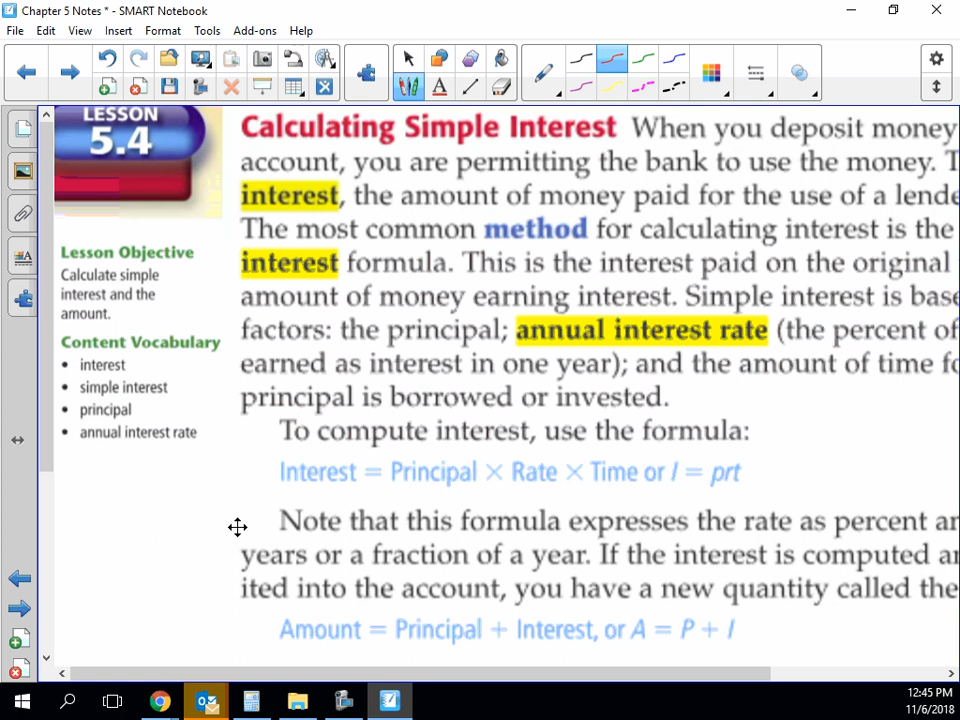 Chapter 5 Notes * - SMART Notebook
File Edit View Insert Format Tools Add-ons Help
LESSON
5.4
Lesson Objective
Calculate simple
interest and the
amount.
Content Vocabulary
• interest
• simple interest
• principal
• annual interest rate
Calculating Simple Interest When you deposit money
account, you are permitting the bank to use the money. T
interest, the amount of money paid for the use of a lende
The most common method for calculating interest is the
interest formula. This is the interest paid on the original
amount of money earning interest. Simple interest is base
factors: the principal; annual interest rate (the percent of
earned as interest in one year); and the amount of time fo
principal is borrowed or invested.
To compute interest, use the formula:
Interest = Principal × Rate × Time or I = prt
Note that this formula expresses the rate as percent an
years or a fraction of a year. If the interest is computed an
ited into the account, you have a new quantity called the
Amount = Principal + Interest, or A = P + I
12:45 PM
11/6/2018